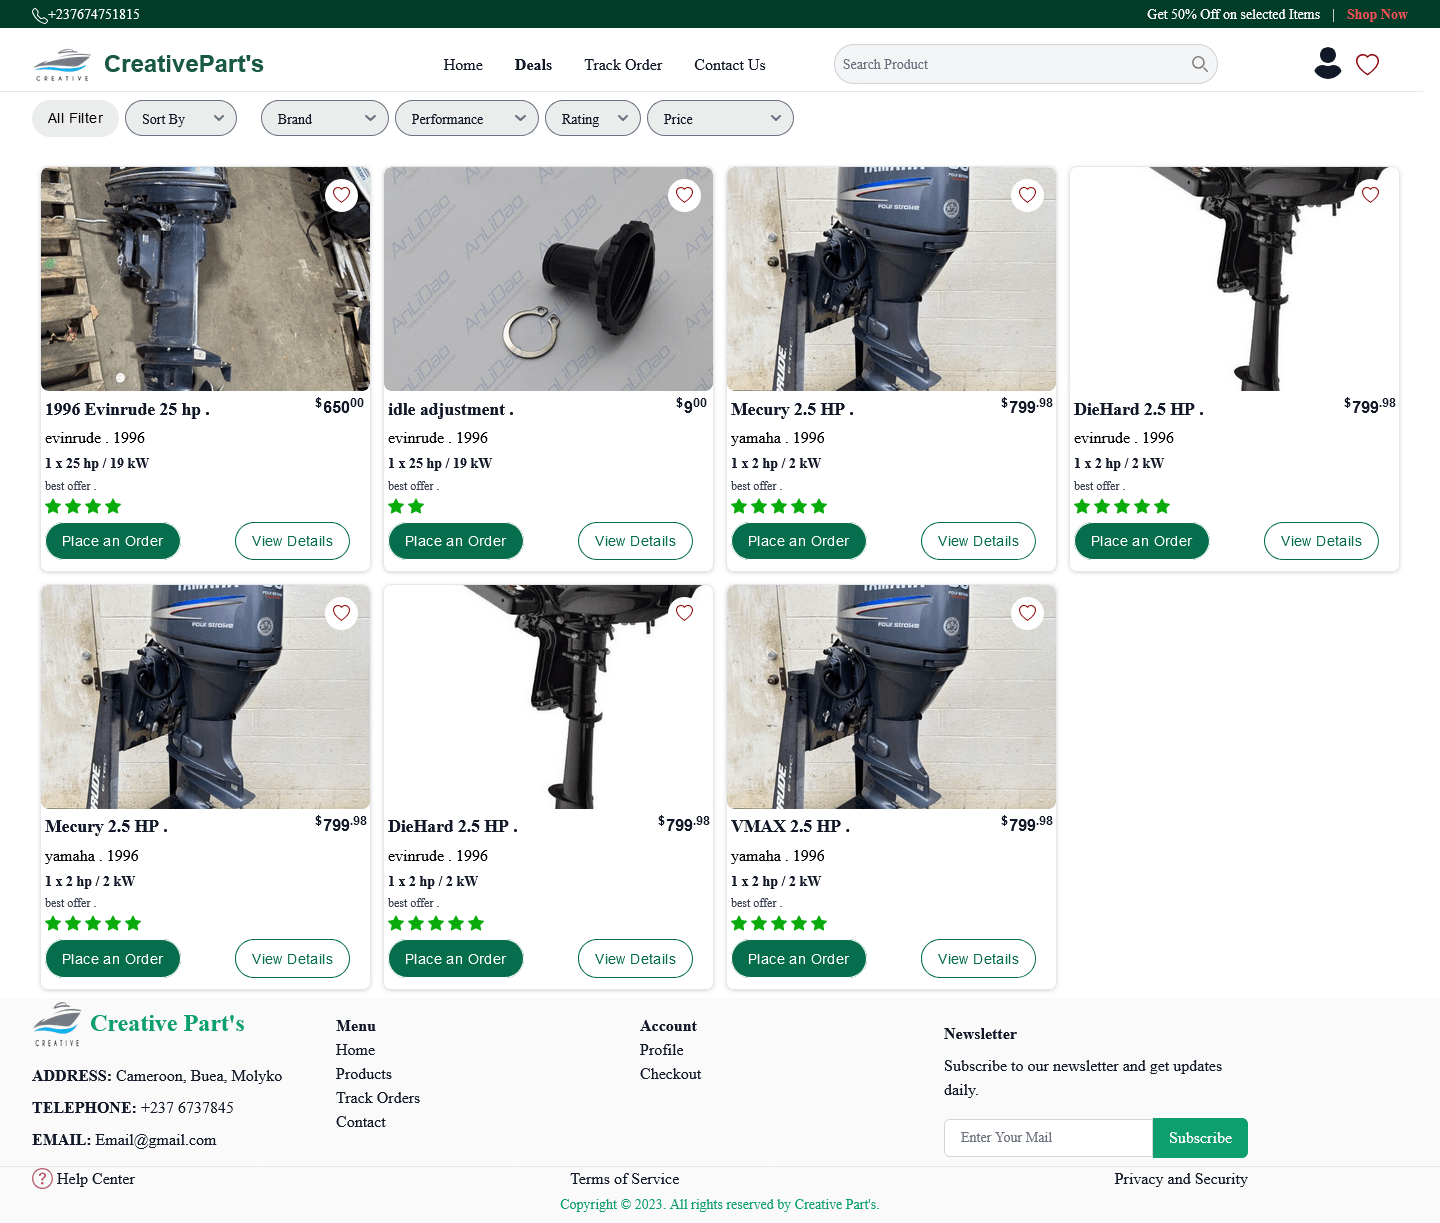 +237674751815
Get 50% Off on selected Items | Shop Now
CREATIVE
CreativePart's
Home Deals Track Order Contact Us
Search Product
All Filter Sort By Brand Performance Rating Price
AnLiDao
YAMAHA
FOUR STROKE
1996 Evinrude 25 hp . $650.00
evinrude . 1996
1 x 25 hp / 19 kW
best offer .
Place an Order View Details
idle adjustment . $9.00
evinrude . 1996
1 x 25 hp / 19 kW
best offer .
Place an Order View Details
Mecury 2.5 HP . $799.98
yamaha . 1996
1 x 2 hp / 2 kW
best offer .
Place an Order View Details
DieHard 2.5 HP . $799.98
evinrude . 1996
1 x 2 hp / 2 kW
best offer .
Place an Order View Details
YAMAHA
FOUR STROKE
Mecury 2.5 HP . $799.98
yamaha . 1996
1 x 2 hp / 2 kW
best offer .
Place an Order View Details
DieHard 2.5 HP . $799.98
evinrude . 1996
1 x 2 hp / 2 kW
best offer .
Place an Order View Details
YAMAHA
FOUR STROKE
VMAX 2.5 HP . $799.98
yamaha . 1996
1 x 2 hp / 2 kW
best offer .
Place an Order View Details
CREATIVE
Creative Part's
ADDRESS: Cameroon, Buea, Molyko
TELEPHONE: +237 6737845
EMAIL: Email@gmail.com
Menu
Home
Products
Track Orders
Contact
Account
Profile
Checkout
Newsletter
Subscribe to our newsletter and get updates
daily.
Enter Your Mail Subscribe
Help Center
Terms of Service
Privacy and Security
Copyright © 2023. All rights reserved by Creative Part's.